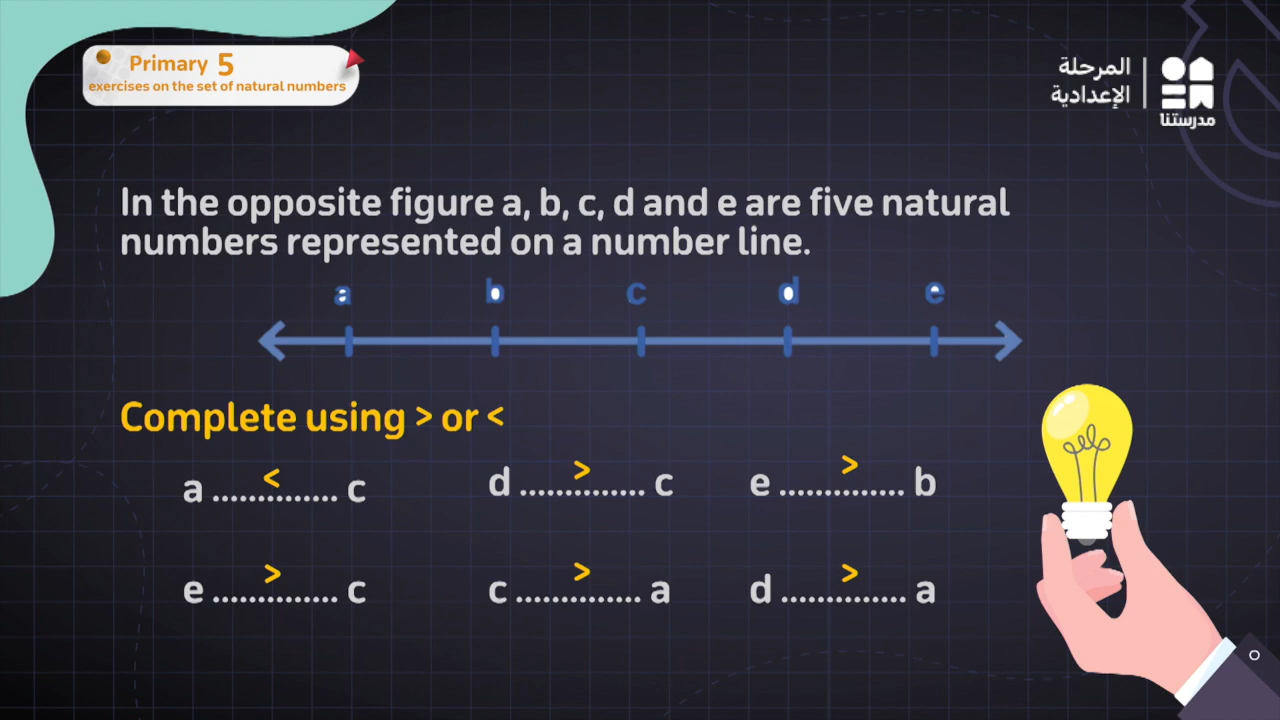 Primary 5
exercises on the set of natural numbers
المرحلة
الإعدادية
مدرستنا
In the opposite figure a, b, c, d and e are five natural
numbers represented on a number line.
a b c d e
Complete using > or <
a ..............< c d ..............> c e ..............> b
e ..............> c c ..............> a d ..............> a